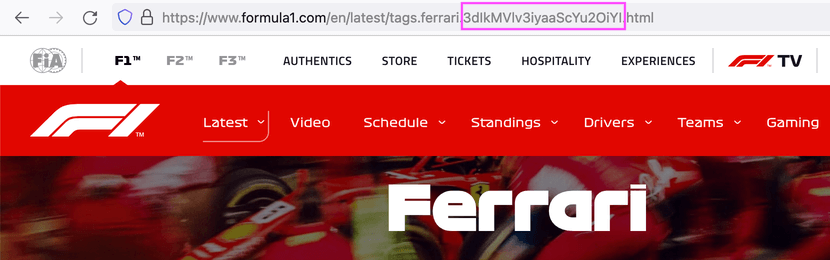 https://www.formula1.com/en/latest/tags.ferrari.3dIkMVlv3iyaaScYu2OiYI.html
FiA F1™ F2™ F3™ AUTHENTICS STORE TICKETS HOSPITALITY EXPERIENCES F1 TV
F1™ Latest Video Schedule Standings Drivers Teams Gaming
Ferrari